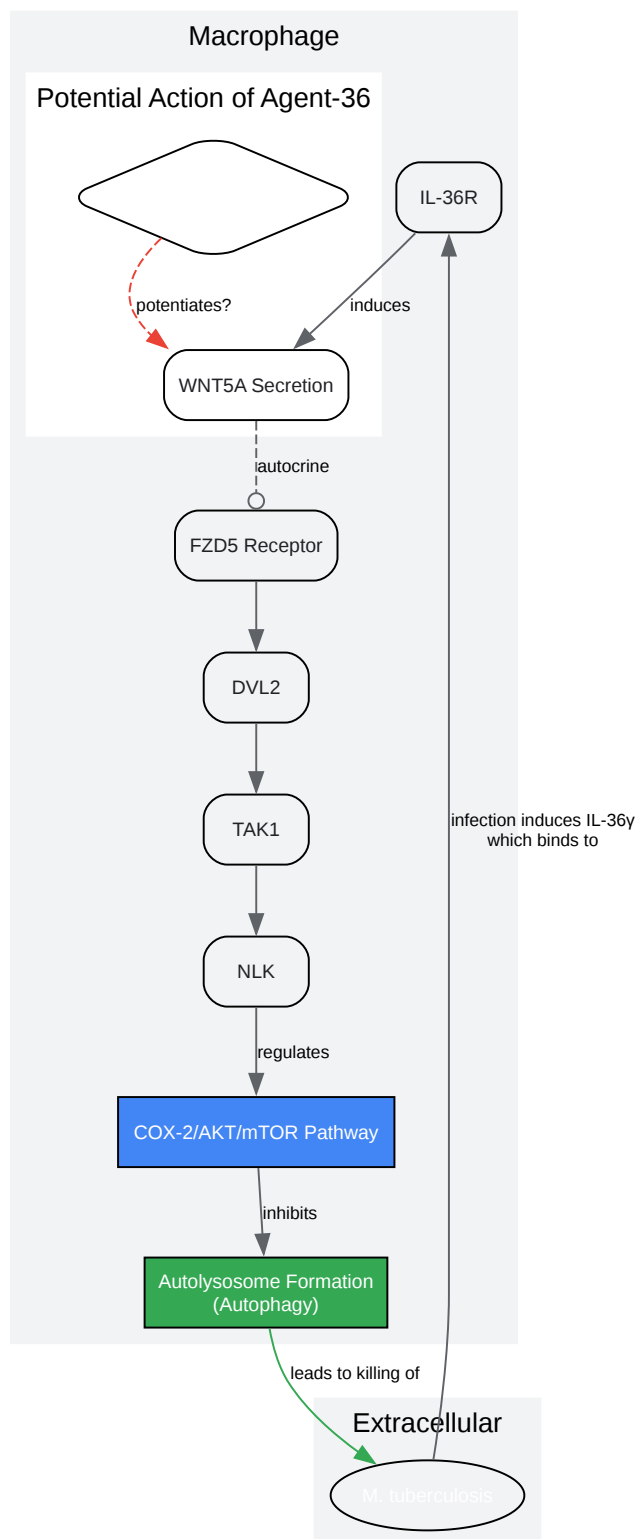 Macrophage
Potential Action of Agent-36
IL-36R
potentiates?
induces
WNT5A Secretion
autocrine
FZD5 Receptor
DVL2
TAK1
infection induces IL-36γ
which binds to
NLK
regulates
COX-2/AKT/mTOR Pathway
inhibits
Autolysosome Formation
(Autophagy)
leads to killing of
Extracellular
M. tuberculosis